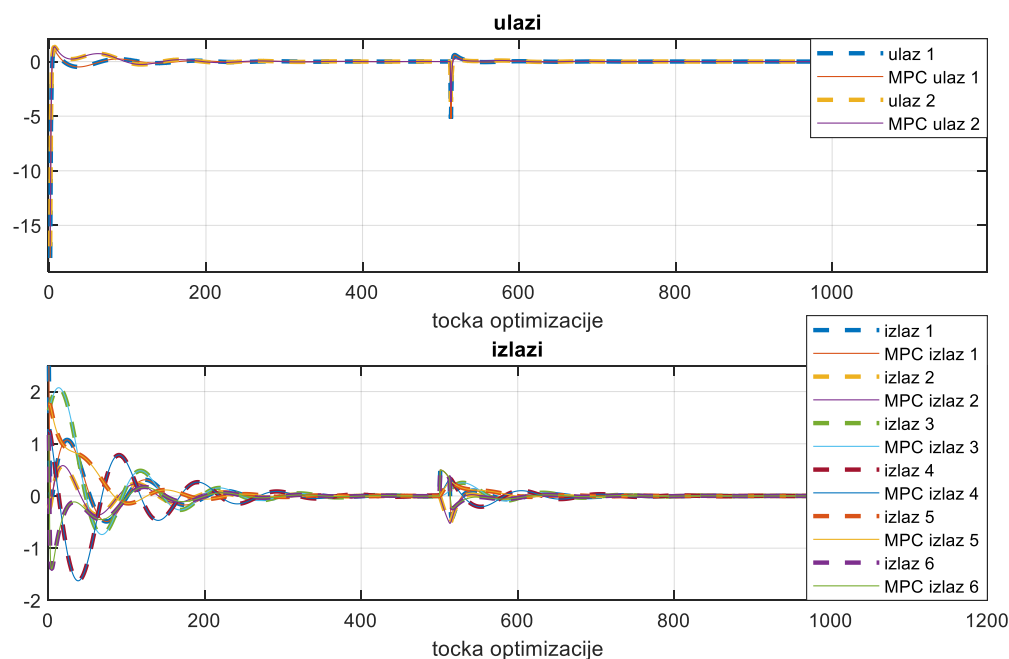 ulazi
0
-5
-10
-15
0
200
400
600
800
1000
tocka optimizacije
ulaz 1
MPC ulaz 1
ulaz 2
MPC ulaz 2
izlazi
2
1
0
-1
-2
0
200
400
600
800
1000
1200
tocka optimizacije
izlaz 1
MPC izlaz 1
izlaz 2
MPC izlaz 2
izlaz 3
MPC izlaz 3
izlaz 4
MPC izlaz 4
izlaz 5
MPC izlaz 5
izlaz 6
MPC izlaz 6